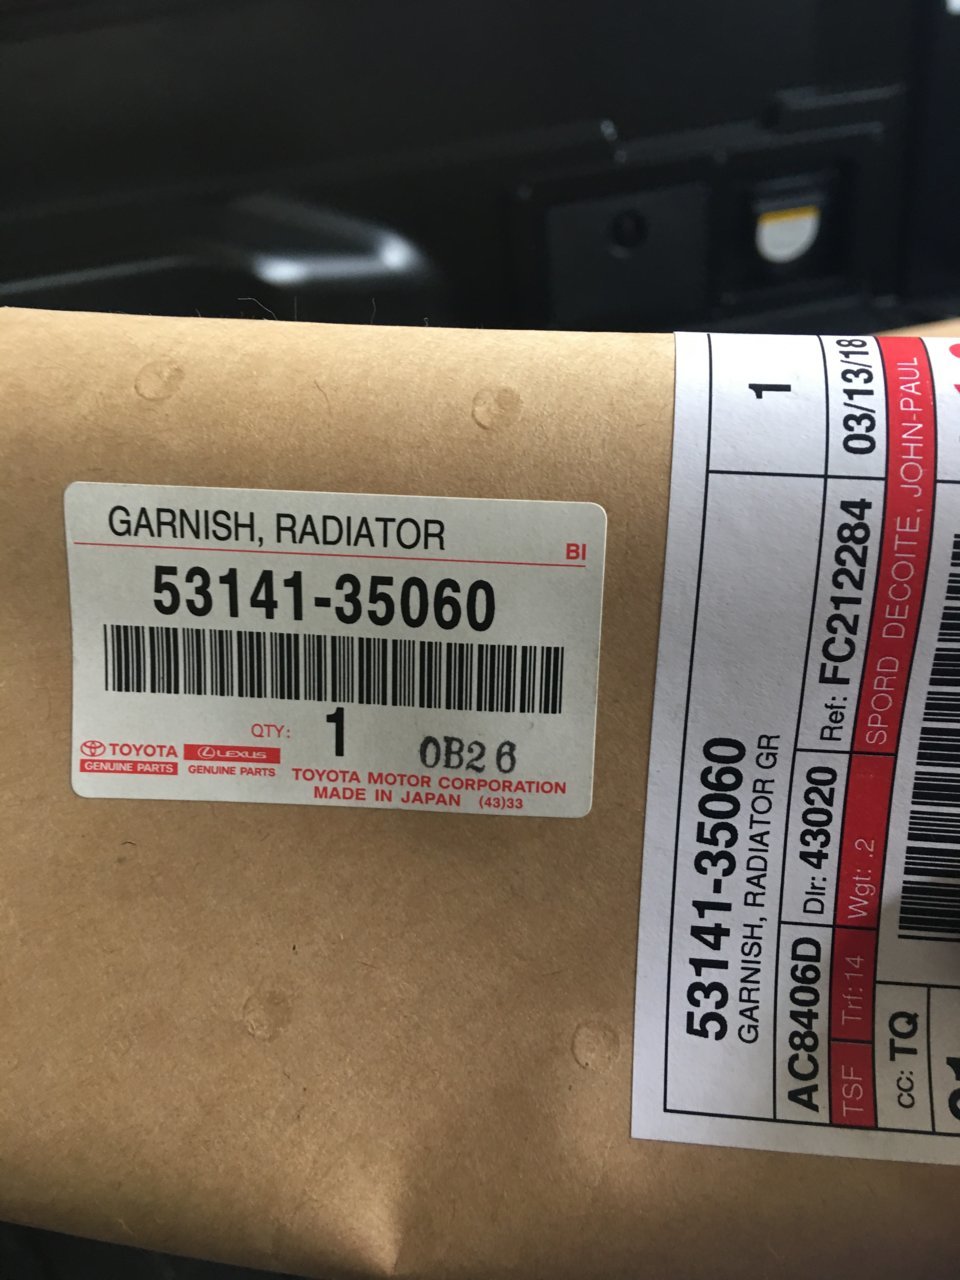 GARNISH, RADIATOR
BI
53141-35060
QTY: 1
0B26
TOYOTA
GENUINE PARTS
LEXUS
GENUINE PARTS
TOYOTA MOTOR CORPORATION
MADE IN JAPAN (43)33
53141-35060 1
GARNISH, RADIATOR GR
AC8406D Dlr: 43020 Ref: FC212284 03/13/18
TSF Trf: 14 Wgt: .2 SPORD DECOITE, JOHN-PAUL
CC: TQ